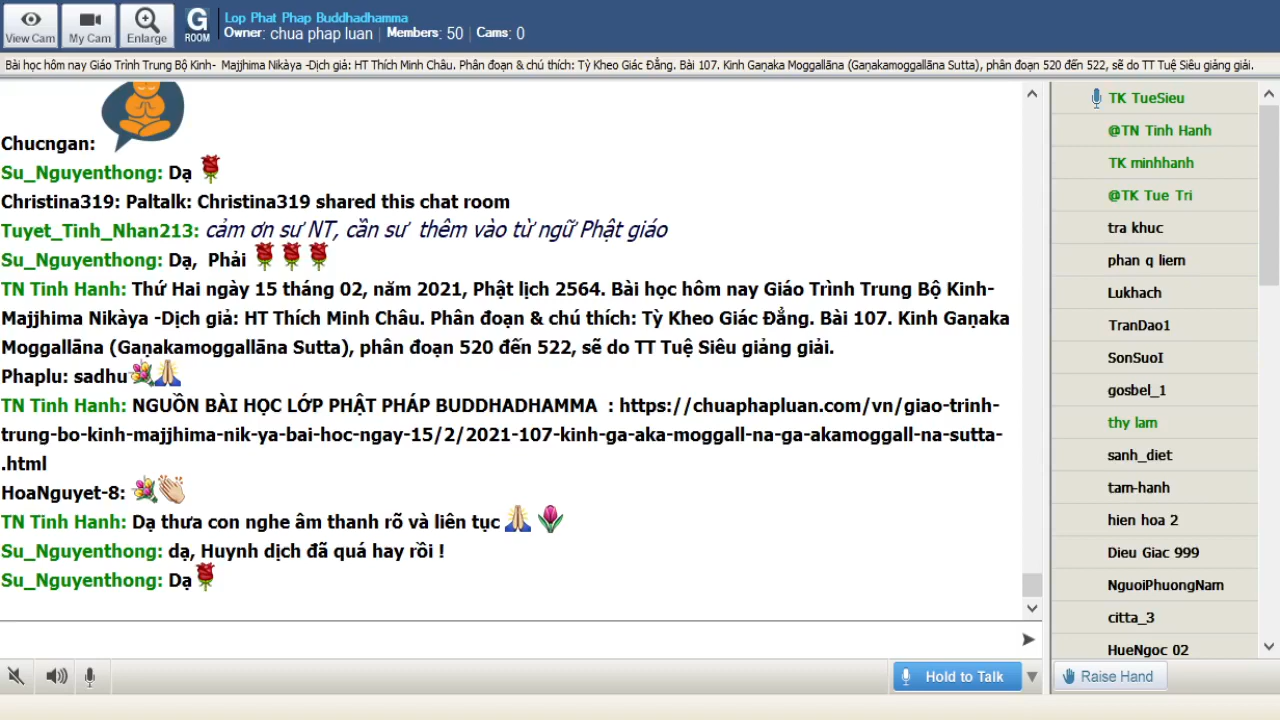 View Cam
My Cam
Enlarge
G
ROOM
Lop Phat Phap Buddhadhamma
Owner: chua phap luan | Members: 50 | Cams: 0
Bài học hôm nay Giáo Trình Trung Bộ Kinh- Majjhima Nikàya -Dịch giả: HT Thích Minh Châu. Phân đoạn & chú thích: Tỳ Kheo Giác Đẳng. Bài 107. Kinh Gaṇaka Moggallāna (Gaṇakamoggallāna Sutta), phân đoạn 520 đến 522, sẽ do TT Tuệ Siêu giảng giải.
Chucngan:
Su_Nguyenthong: Dạ
Christina319: Paltalk: Christina319 shared this chat room
Tuyet_Tinh_Nhan213: cảm ơn sư NT, cần sư thêm vào từ ngữ Phật giáo
Su_Nguyenthong: Dạ, Phải
TN Tinh Hanh: Thứ Hai ngày 15 tháng 02, năm 2021, Phật lịch 2564. Bài học hôm nay Giáo Trình Trung Bộ Kinh-
Majjhima Nikàya -Dịch giả: HT Thích Minh Châu. Phân đoạn & chú thích: Tỳ Kheo Giác Đẳng. Bài 107. Kinh Gaṇaka
Moggallāna (Gaṇakamoggallāna Sutta), phân đoạn 520 đến 522, sẽ do TT Tuệ Siêu giảng giải.
Phaplu: sadhu
TN Tinh Hanh: NGUỒN BÀI HỌC LỚP PHẬT PHÁP BUDDHADHAMMA : https://chuaphapluan.com/vn/giao-trinh-
trung-bo-kinh-majjhima-nik-ya-bai-hoc-ngay-15/2/2021-107-kinh-ga-aka-moggall-na-ga-akamoggall-na-sutta-
.html
HoaNguyet-8:
TN Tinh Hanh: Dạ thưa con nghe âm thanh rõ và liên tục
Su_Nguyenthong: dạ, Huynh dịch đã quá hay rồi !
Su_Nguyenthong: Dạ
Hold to Talk
TK TueSieu
@TN Tinh Hanh
TK minhhanh
@TK Tue Tri
tra khuc
phan q liem
Lukhach
TranDao1
SonSuoI
gosbel_1
thy lam
sanh_diet
tam-hanh
hien hoa 2
Dieu Giac 999
NguoiPhuongNam
citta_3
HueNgoc 02
Raise Hand